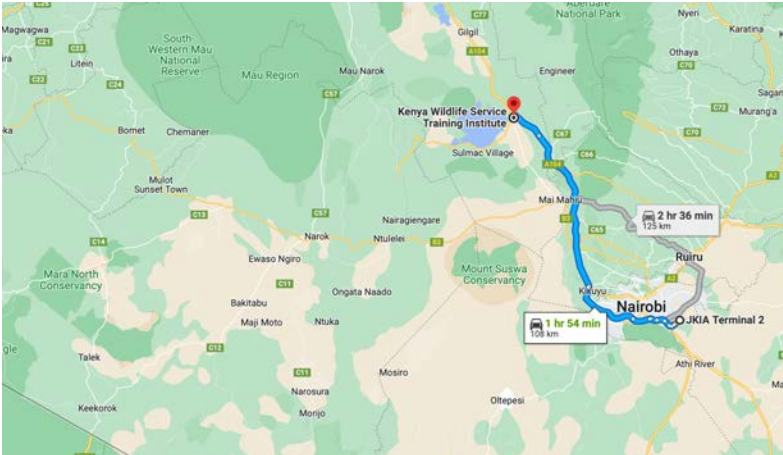 Aberdare
National Park
C77
Nyeri
Karatina
Magwagwa
C21
South-
Western Mau
National
Reserve
Gilgil
A104
Othaya
Litein
C23
Mau Region
Mau Narok
Engineer
C70
Sagan
C22
C24
C57
Kenya Wildlife Service
Training Institute
C72
Murang'a
C70
Bomet
Chemaner
C67
Sulmac Village
C66
A104
A2
Mulot
Sunset Town
Mai Mahiu
2 hr 36 min
125 km
C13
C57
Nairagiengare
B3
C65
Narok
Ntulelei
B3
Ruiru
C14
Ewaso Ngiro
Mara North
Conservancy
Mount Suswa
Conservancy
A2
C11
Ongata Naado
Kikuyu
Nairobi
Bakitabu
JKIA Terminal 2
Maji Moto
Ntuka
1 hr 54 min
108 km
C12
Talek
C11
Mosiro
Athi River
Narosura
Oltepesi
Keekorok
Morijo